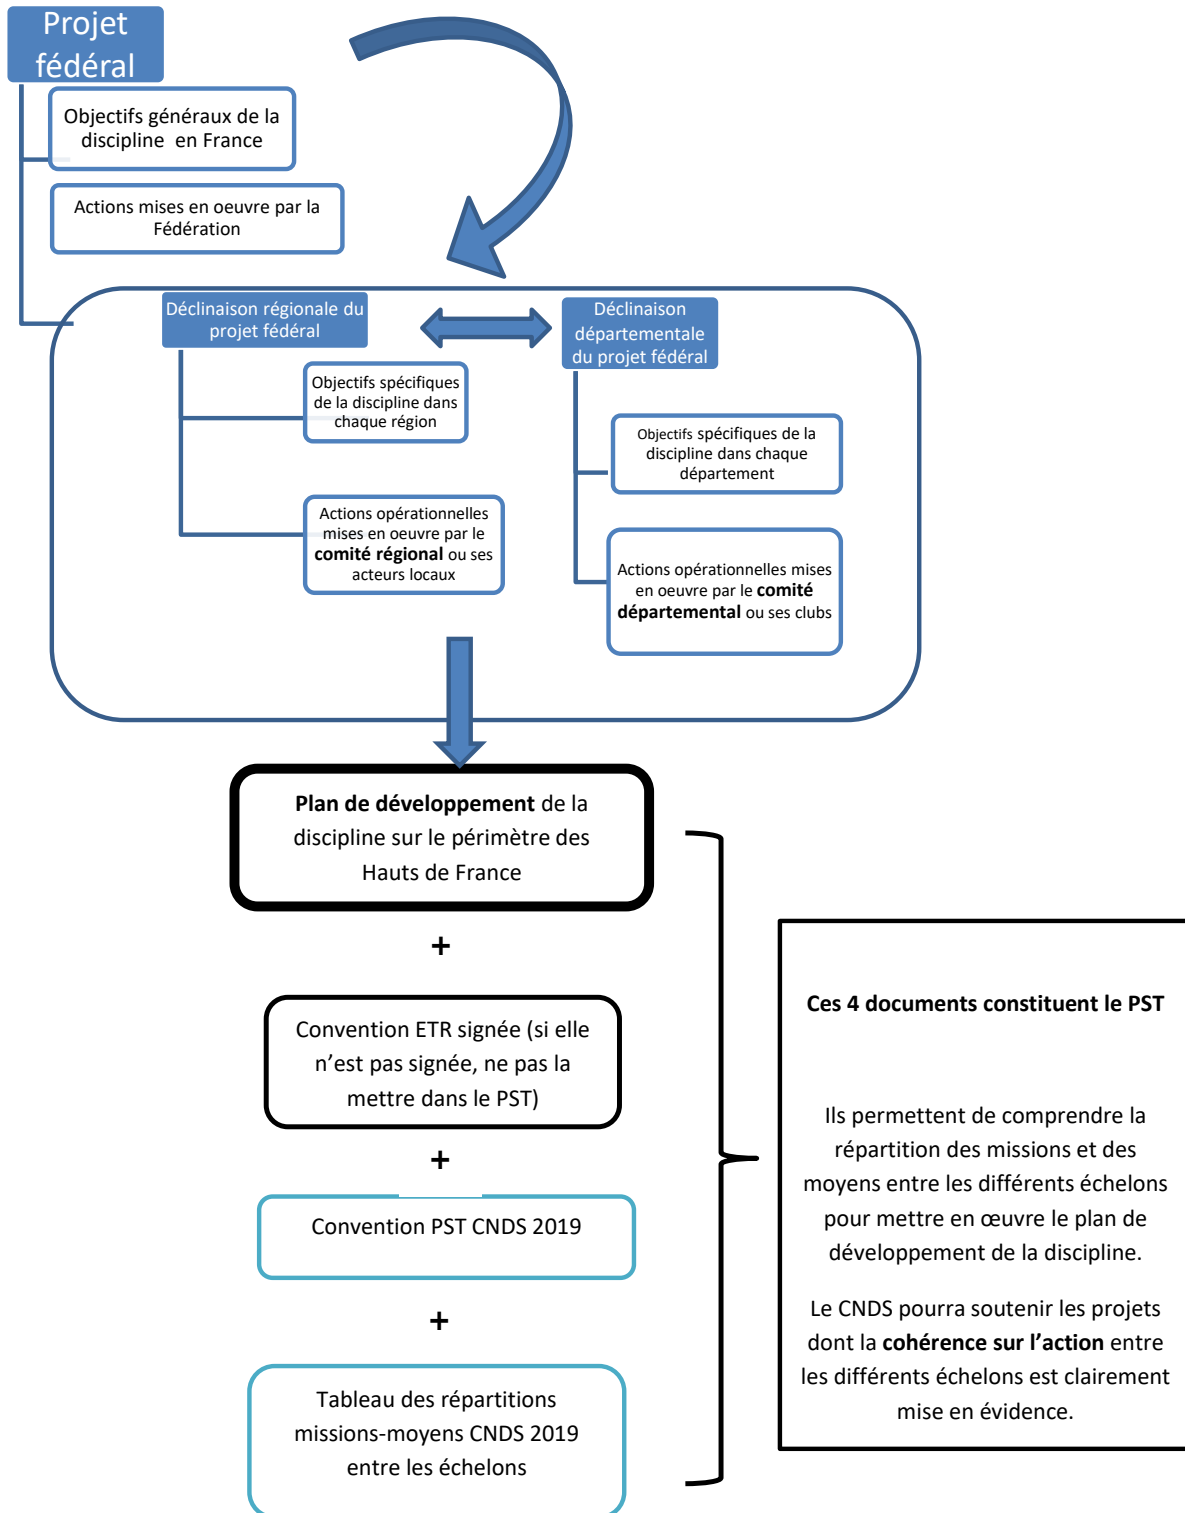 Projet
fédéral
Objectifs généraux de la
discipline en France
Actions mises en oeuvre par la
Fédération
Déclinaison régionale du
projet fédéral
Déclinaison
départementale
du projet fédéral
Objectifs spécifiques
de la discipline dans
chaque région
Objectifs spécifiques de la
discipline dans chaque
département
Actions opérationnelles
mises en oeuvre par le
comité régional ou ses
acteurs locaux
Actions opérationnelles mises
en oeuvre par le comité
départemental ou ses clubs
Plan de développement de la
discipline sur le périmètre des
Hauts de France
+
Convention ETR signée (si elle
n’est pas signée, ne pas la
mettre dans le PST)
+
Convention PST CNDS 2019
+
Tableau des répartitions
missions-moyens CNDS 2019
entre les échelons
Ces 4 documents constituent le PST
Ils permettent de comprendre la
répartition des missions et des
moyens entre les différents échelons
pour mettre en œuvre le plan de
développement de la discipline.
Le CNDS pourra soutenir les projets
dont la cohérence sur l’action entre
les différents échelons est clairement
mise en évidence.